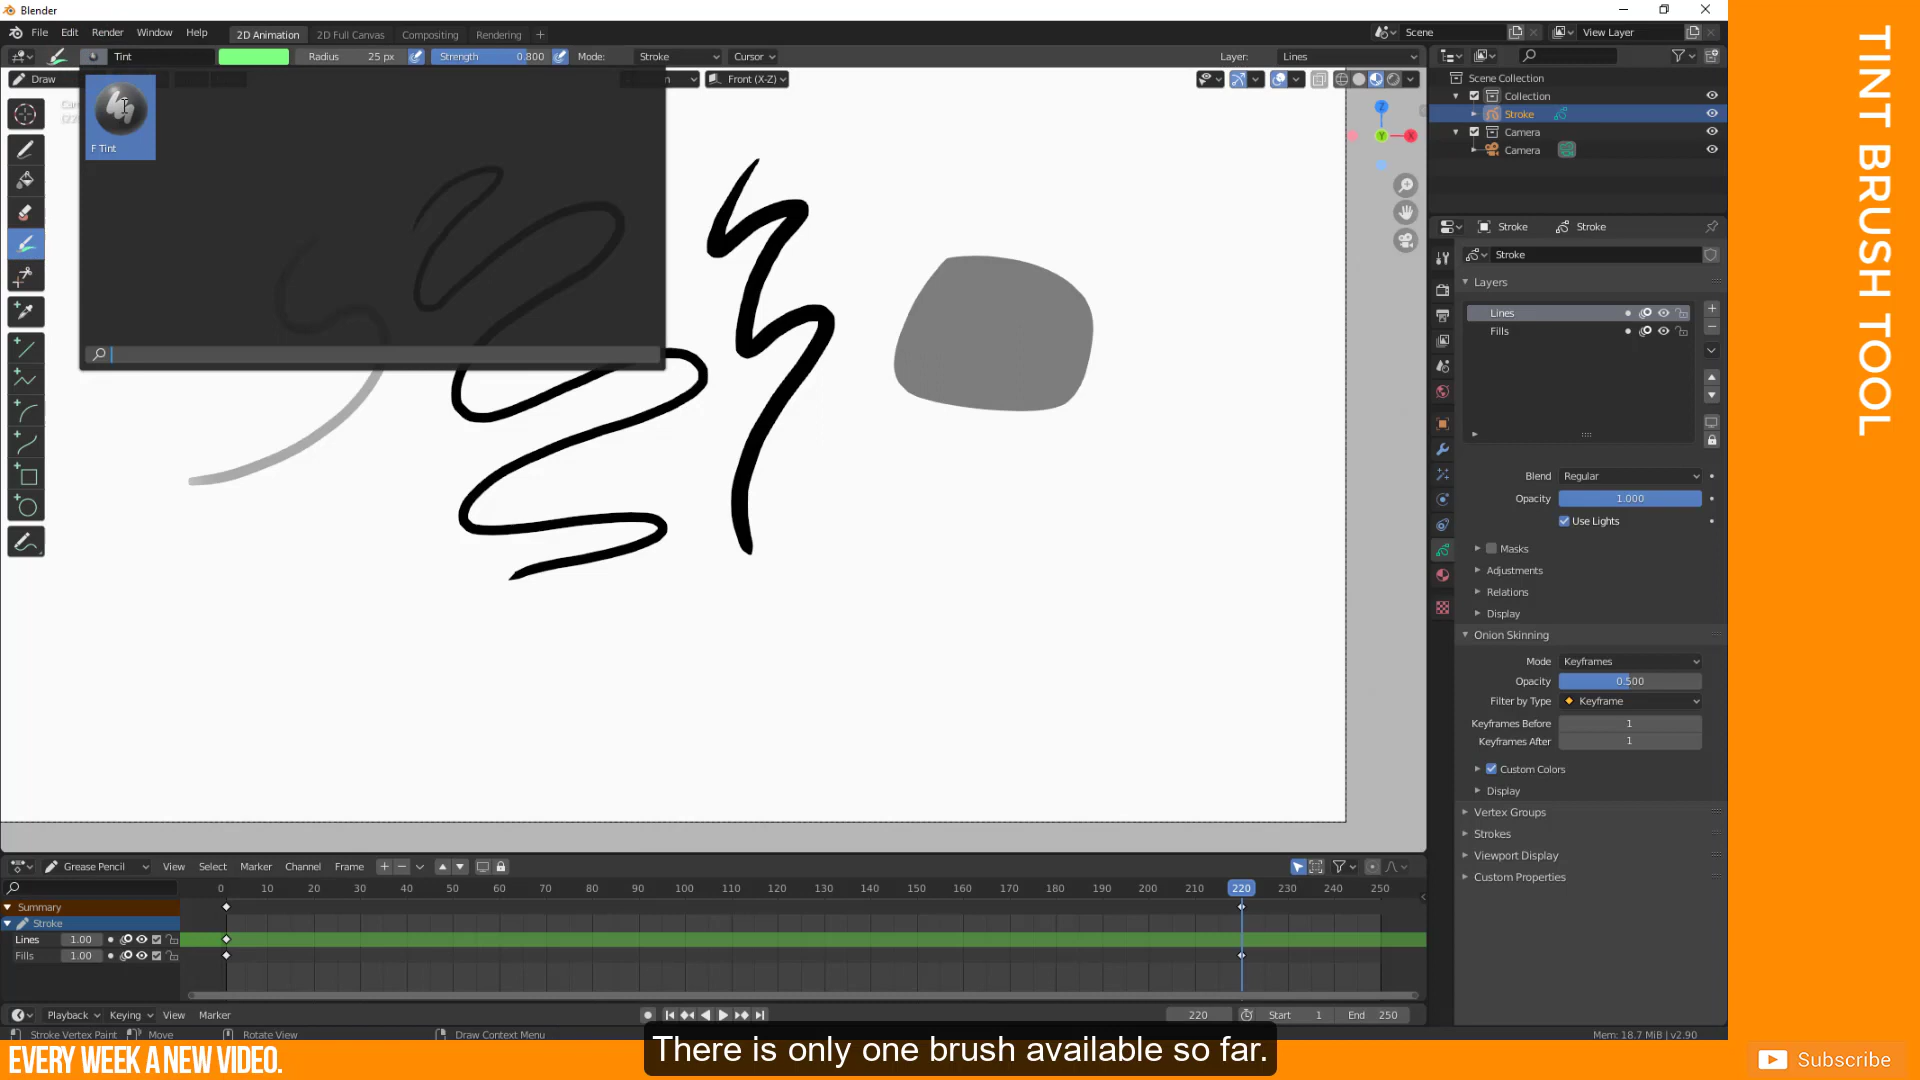 Blender
File Edit Render Window Help 2D Animation 2D Full Canvas Compositing Rendering + Scene View Layer
Tint Radius 25 px Strength 0.800 Mode: Stroke Cursor Layer: Lines
Draw Front (X-Z)
F Tint
Z
Y
X
Scene Collection
Collection
Stroke
Camera
Camera
Stroke Stroke
Stroke
Layers
Lines
Fills
Blend Regular
Opacity 1.000
Use Lights
Masks
Adjustments
Relations
Display
Onion Skinning
Mode Keyframes
Opacity 0.500
Filter by Type Keyframe
Keyframes Before 1
Keyframes After 1
Custom Colors
Display
Vertex Groups
Strokes
Viewport Display
Custom Properties
Grease Pencil View Select Marker Channel Frame
0 10 20 30 40 50 60 70 80 90 100 110 120 130 140 150 160 170 180 190 200 210 220 230 240 250
Summary
Stroke
Lines 1.00
Fills 1.00
Playback Keying View Marker 220 Start 1 End 250
Stroke Vertex Paint Move Rotate View Draw Context Menu Mem: 18.7 MiB | v2.90
TINT BRUSH TOOL
EVERY WEEK A NEW VIDEO.
There is only one brush available so far.
Subscribe